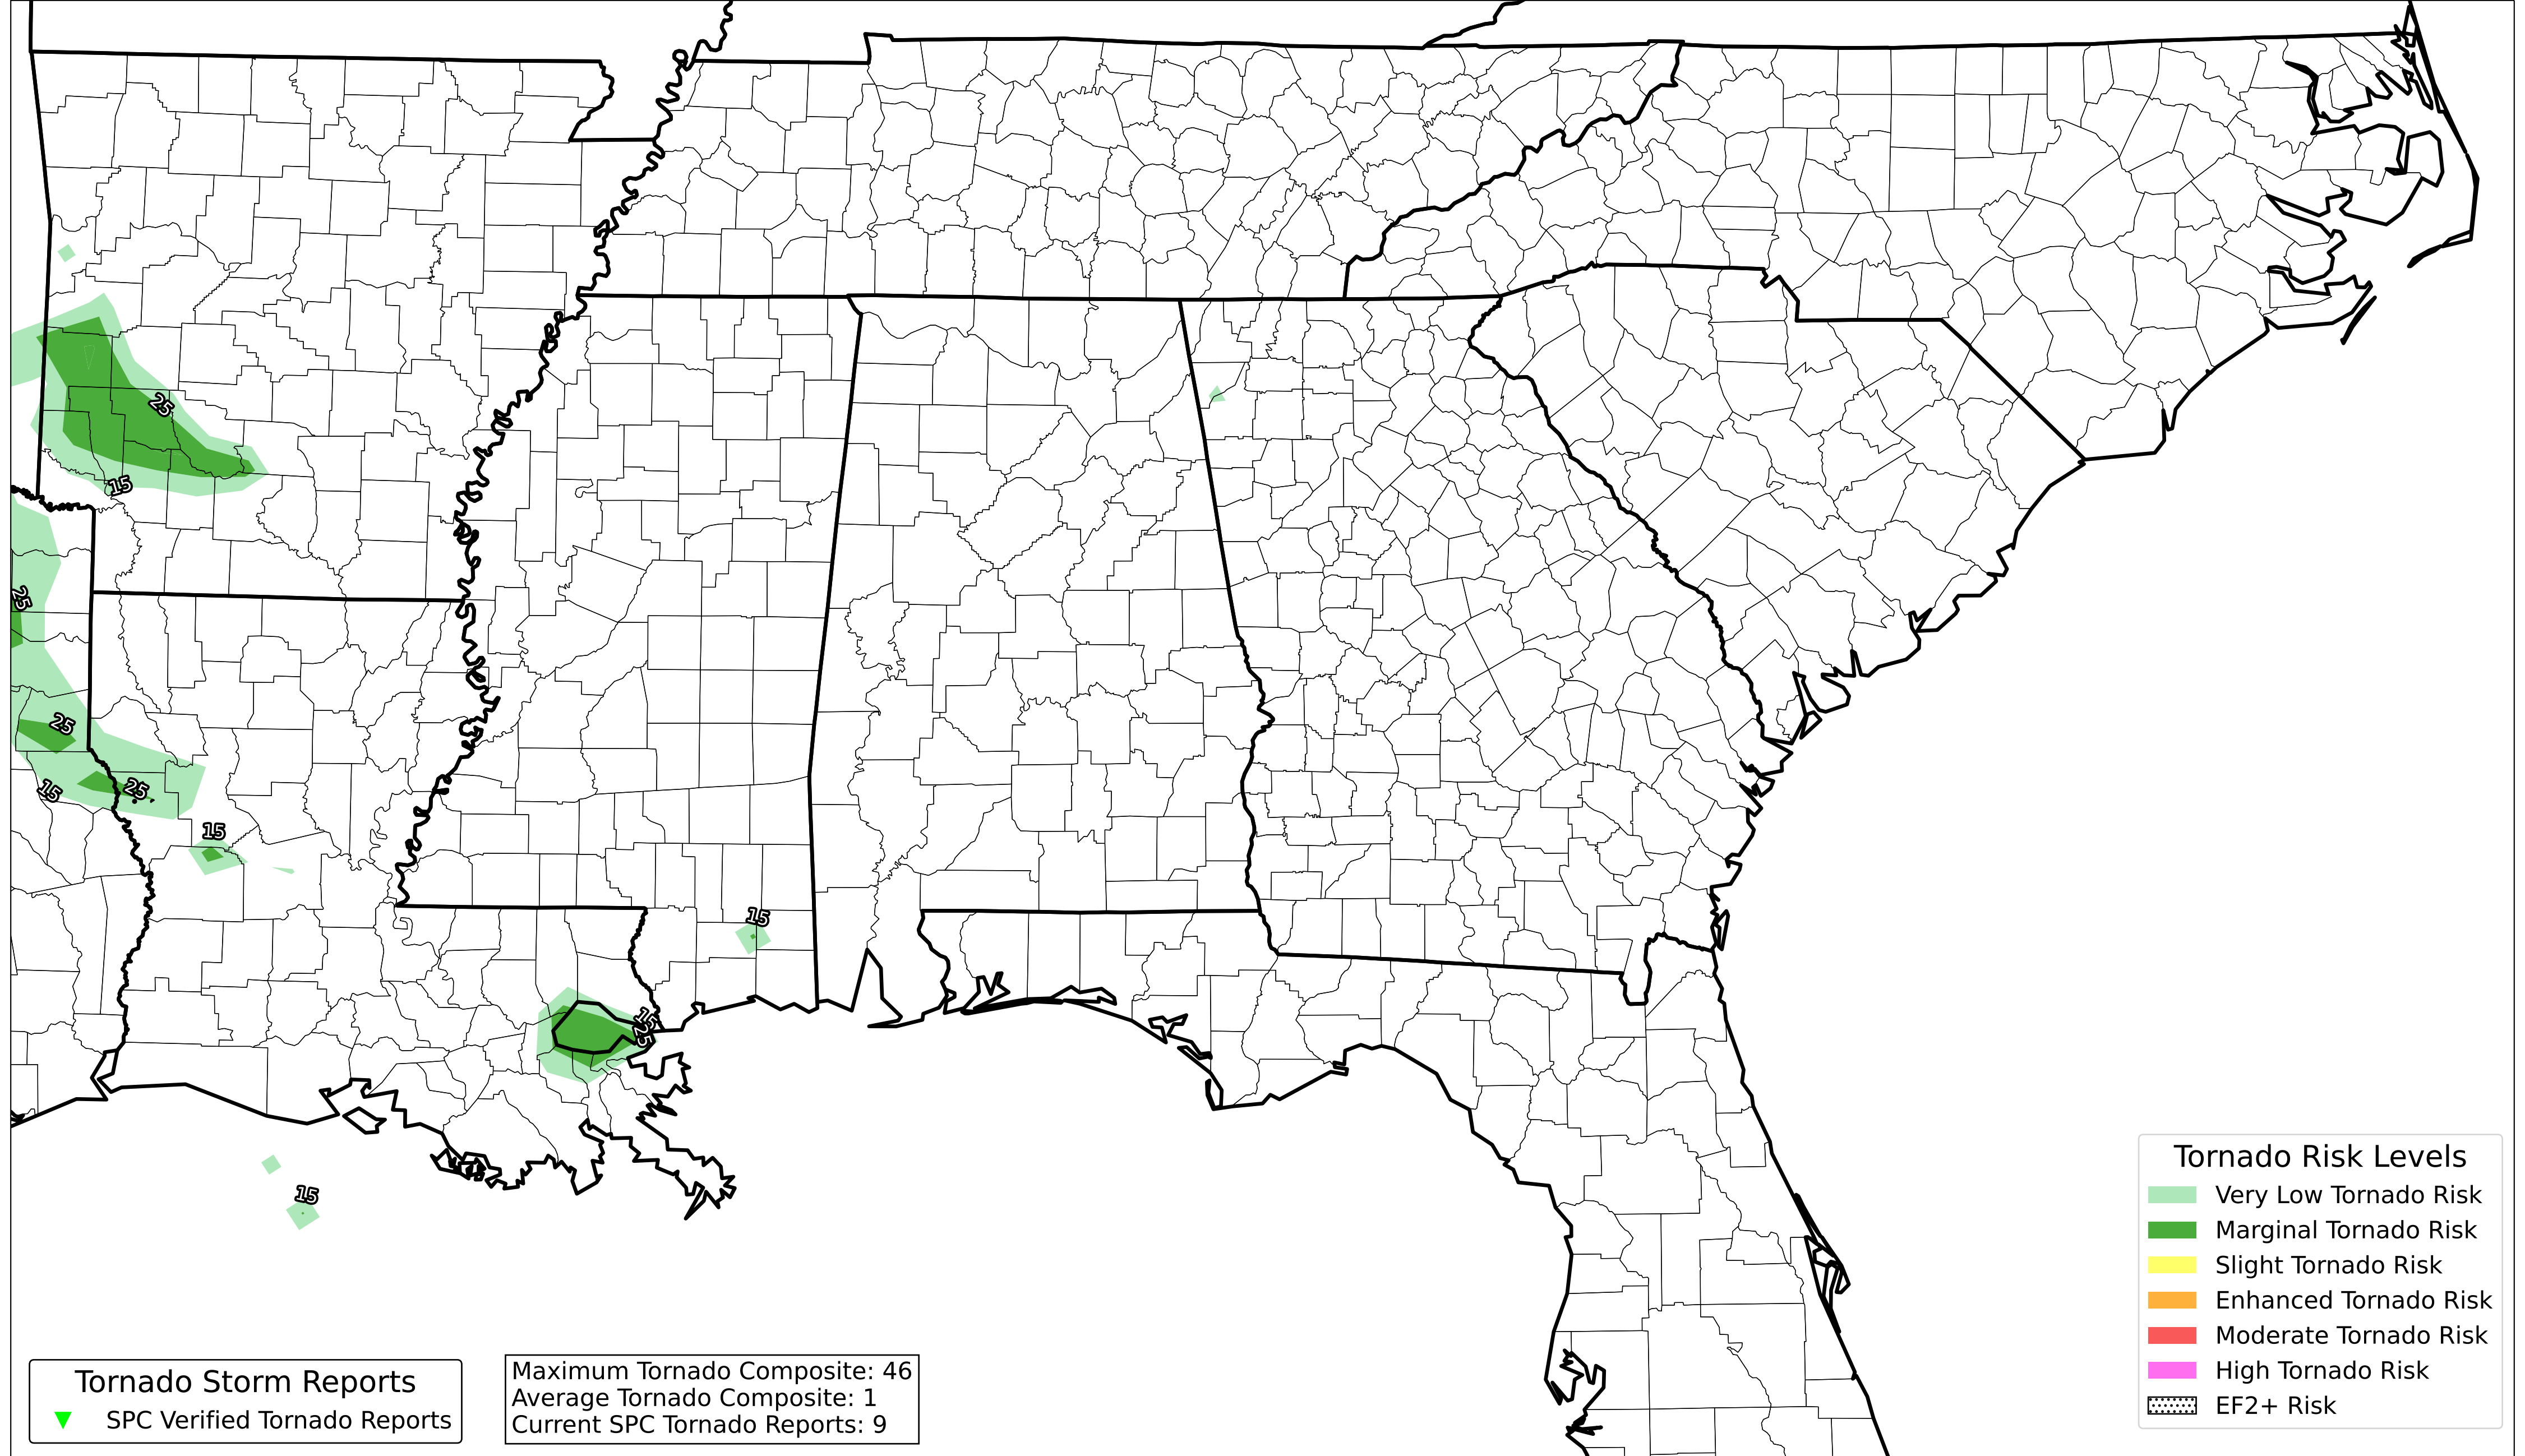 25
15
25
25
15
25
15
15
15
25
15
Tornado Risk Levels
Very Low Tornado Risk
Marginal Tornado Risk
Slight Tornado Risk
Enhanced Tornado Risk
Moderate Tornado Risk
High Tornado Risk
EF2+ Risk
Tornado Storm Reports
SPC Verified Tornado Reports
Maximum Tornado Composite: 46
Average Tornado Composite: 1
Current SPC Tornado Reports: 9